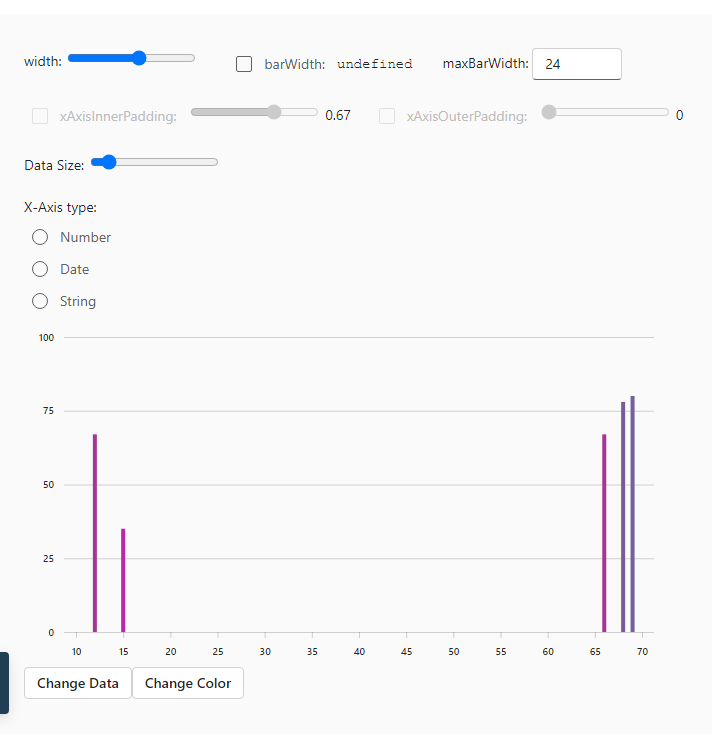 width: barWidth: undefined maxBarWidth: 24
xAxisInnerPadding: 0.67 xAxisOuterPadding: 0
Data Size:
X-Axis type:
Number
Date
String
100
75
50
25
0
10 15 20 25 30 35 40 45 50 55 60 65 70
Change Data Change Color